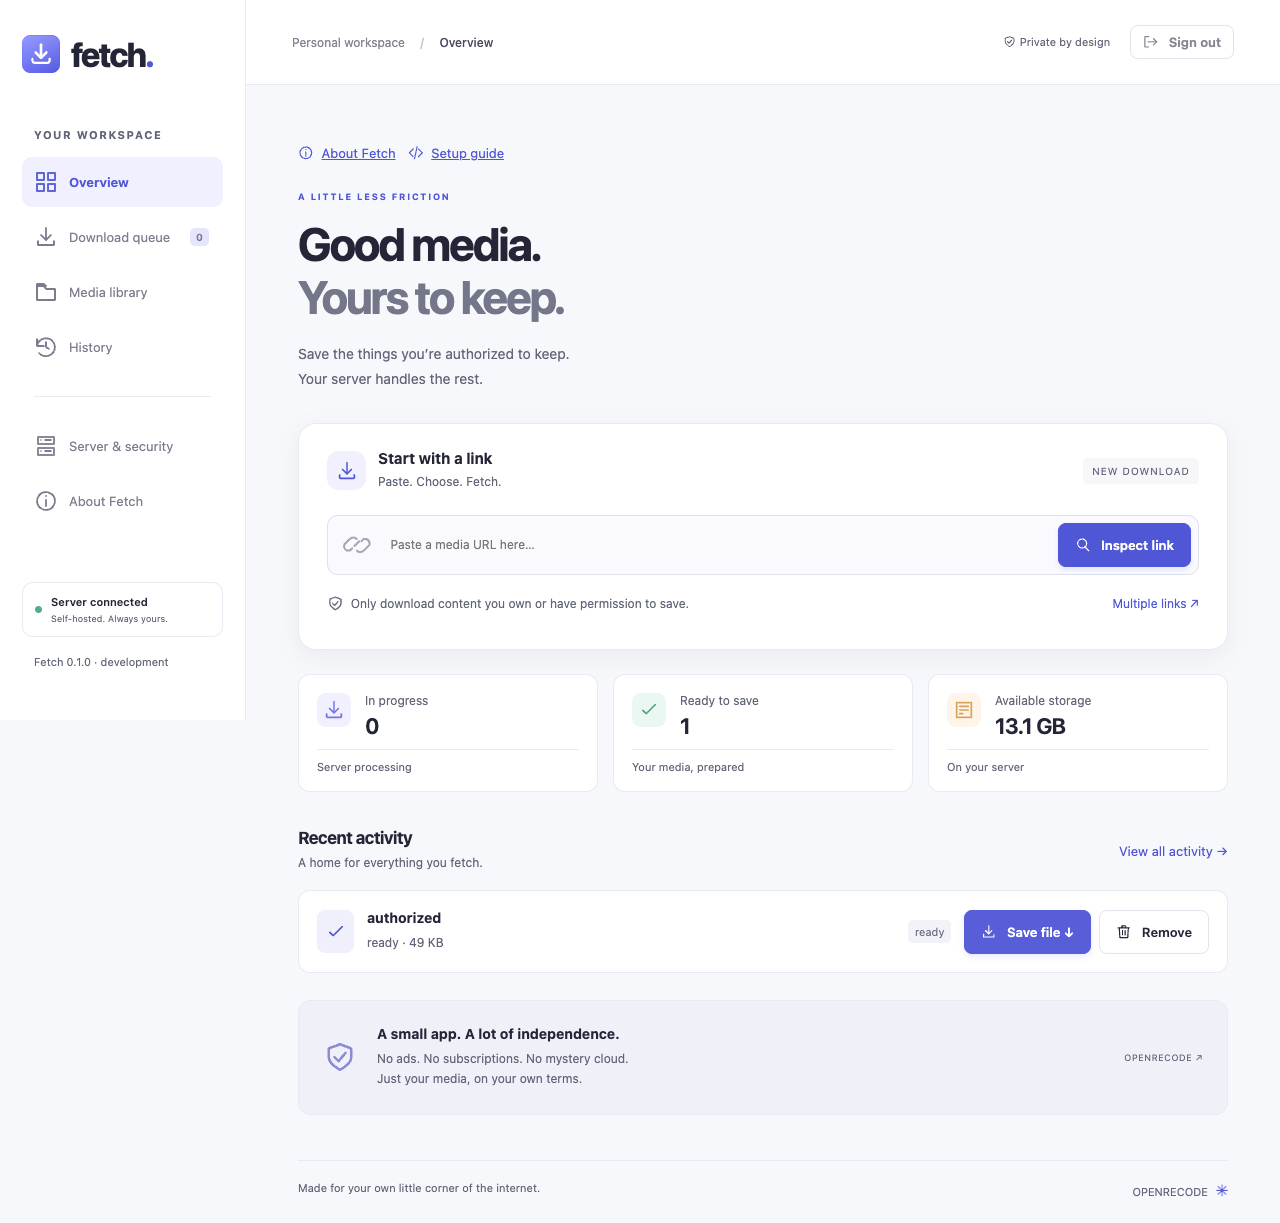 fetch.
YOUR WORKSPACE
Overview
Download queue 0
Media library
History
Server & security
About Fetch
Server connected
Self-hosted. Always yours.
Fetch 0.1.0 · development
Personal workspace / Overview
Private by design
Sign out
About Fetch Setup guide
A LITTLE LESS FRICTION
Good media.
Yours to keep.
Save the things you’re authorized to keep.
Your server handles the rest.
Start with a link
Paste. Choose. Fetch.
NEW DOWNLOAD
Paste a media URL here...
Inspect link
Only download content you own or have permission to save.
Multiple links ↗
In progress
0
Server processing
Ready to save
1
Your media, prepared
Available storage
13.1 GB
On your server
Recent activity
A home for everything you fetch.
View all activity →
authorized
ready · 49 KB
ready
Save file ↓
Remove
A small app. A lot of independence.
No ads. No subscriptions. No mystery cloud.
Just your media, on your own terms.
OPENRECODE ↗
Made for your own little corner of the internet.
OPENRECODE ✳